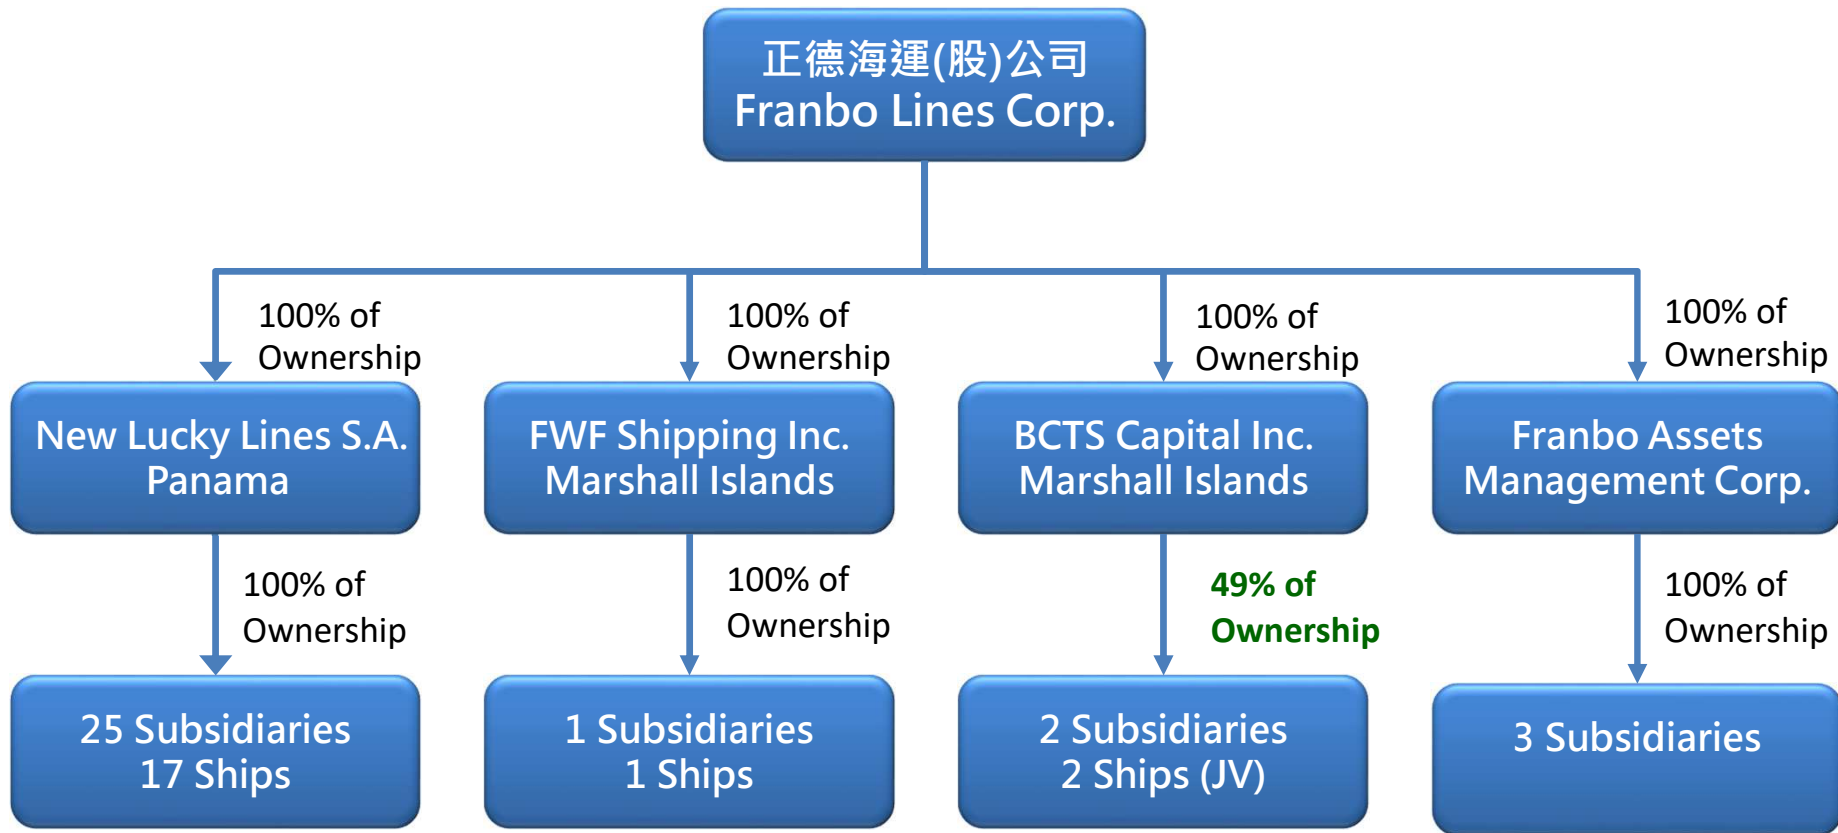 正德海運(股)公司
Franbo Lines Corp.
100% of
Ownership
100% of
Ownership
100% of
Ownership
100% of
Ownership
New Lucky Lines S.A.
Panama
FWF Shipping Inc.
Marshall Islands
BCTS Capital Inc.
Marshall Islands
Franbo Assets
Management Corp.
100% of
Ownership
100% of
Ownership
49% of
Ownership
100% of
Ownership
25 Subsidiaries
17 Ships
1 Subsidiaries
1 Ships
2 Subsidiaries
2 Ships (JV)
3 Subsidiaries